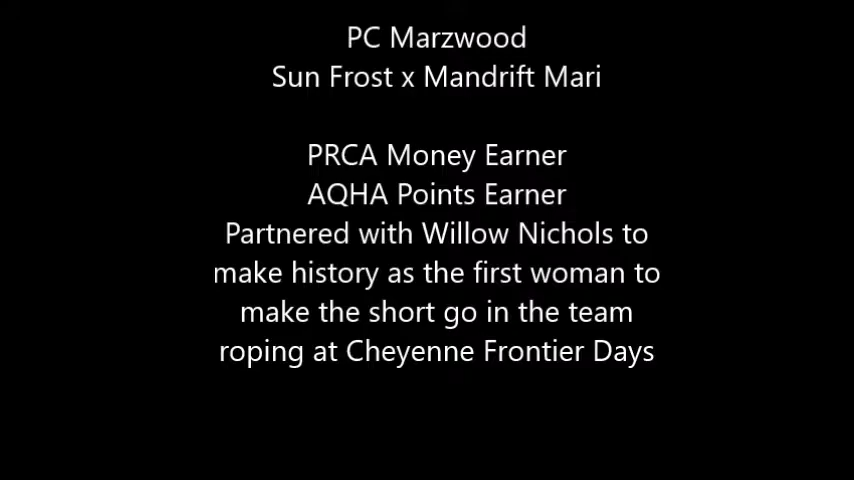 PC Marzwood
Sun Frost x Mandrift Mari
PRCA Money Earner
AQHA Points Earner
Partnered with Willow Nichols to
make history as the first woman to
make the short go in the team
roping at Cheyenne Frontier Days